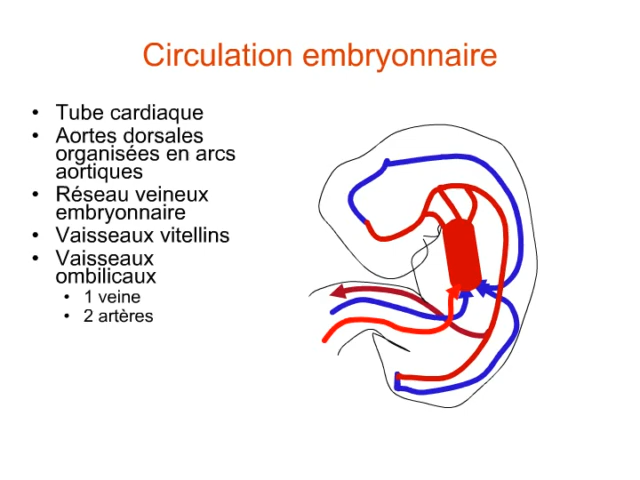 Circulation embryonnaire
• Tube cardiaque
• Aortes dorsales
organisées en arcs
aortiques
• Réseau veineux
embryonnaire
• Vaisseaux vitellins
• Vaisseaux
ombilicaux
• 1 veine
• 2 artères